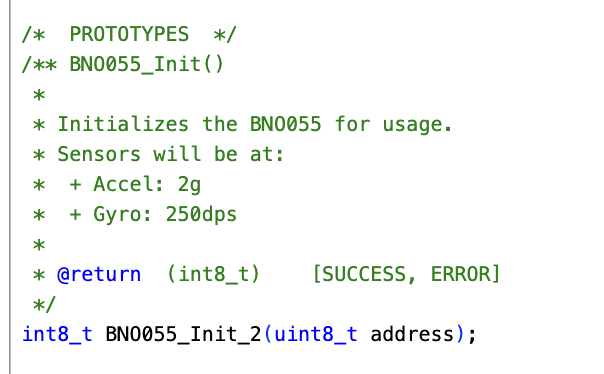 /*  PROTOTYPES  */
/** BNO055_Init()
 *
 * Initializes the BNO055 for usage.
 * Sensors will be at:
 *  + Accel: 2g
 *  + Gyro: 250dps
 *
 * @return  (int8_t)    [SUCCESS, ERROR]
 */
int8_t BNO055_Init_2(uint8_t address);